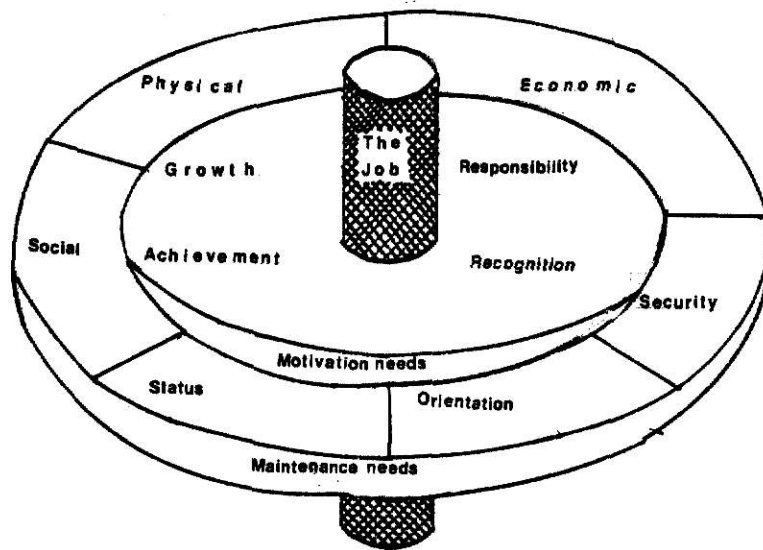 Physical
Economic
The
Job
Growth
Responsibility
Social
Achievement
Recognition
Security
Motivation needs
Status
Orientation
Maintenance needs